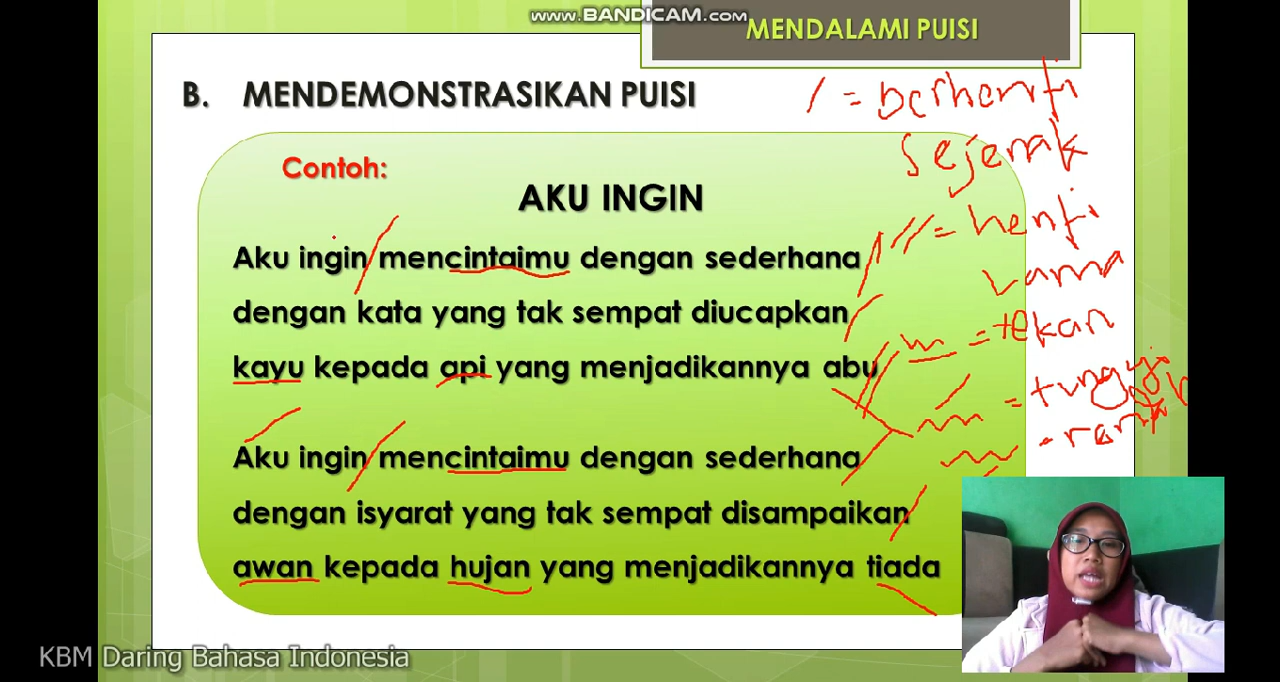 www.BANDICAM.com
MENDALAMI PUISI
B. MENDEMONSTRASIKAN PUISI
/ = Berhenti
sejenak
Contoh:
AKU INGIN
// = henti
Lama
Aku ingin / mencintaimu dengan sederhana /
dengan kata yang tak sempat diucapkan /
= tekan
kayu kepada api yang menjadikannya abu //
Aku ingin / mencintaimu dengan sederhana /
dengan isyarat yang tak sempat disampaikan /
awan kepada hujan yang menjadikannya tiada
KBM Daring Bahasa Indonesia